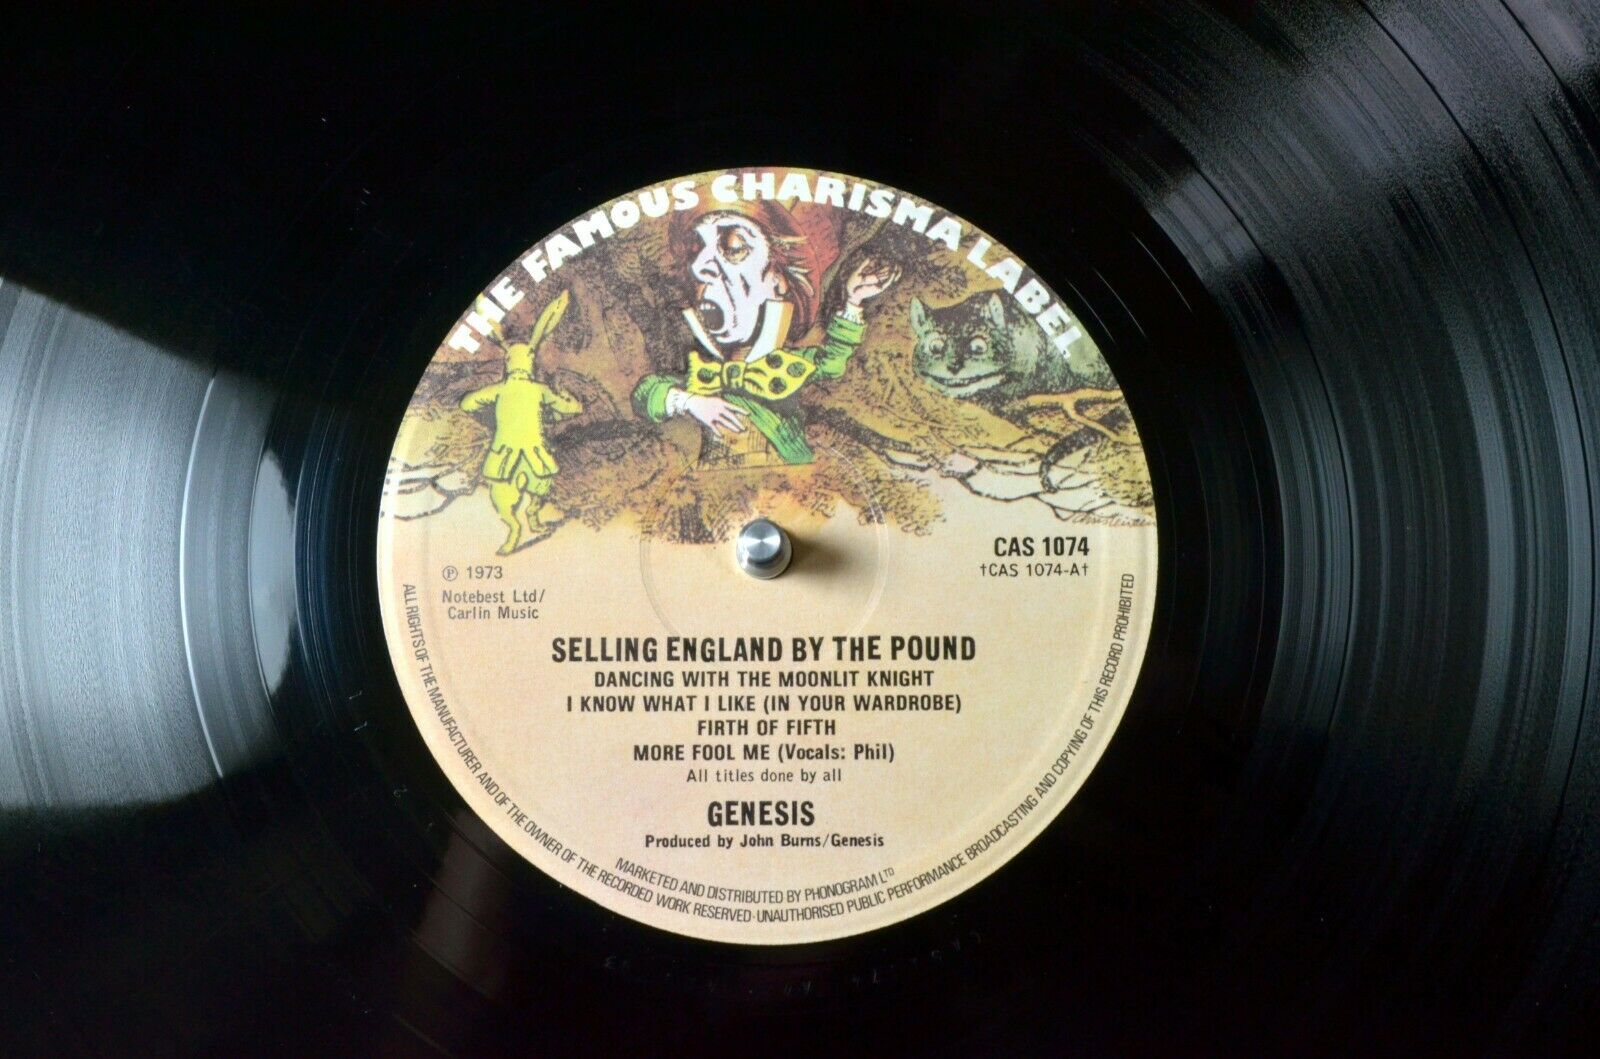 THE FAMOUS CHARISMA LABEL
Christensen
CAS 1074
†CAS 1074-A†
℗ 1973
Notebest Ltd/
Carlin Music
SELLING ENGLAND BY THE POUND
DANCING WITH THE MOONLIT KNIGHT
I KNOW WHAT I LIKE (IN YOUR WARDROBE)
FIRTH OF FIFTH
MORE FOOL ME (Vocals: Phil)
All titles done by all
GENESIS
Produced by John Burns/Genesis
MARKETED AND DISTRIBUTED BY PHONOGRAM LTD
ALL RIGHTS OF THE MANUFACTURER AND OF THE OWNER OF THE RECORDED WORK RESERVED·UNAUTHORISED PUBLIC PERFORMANCE BROADCASTING AND COPYING OF THIS RECORD PROHIBITED